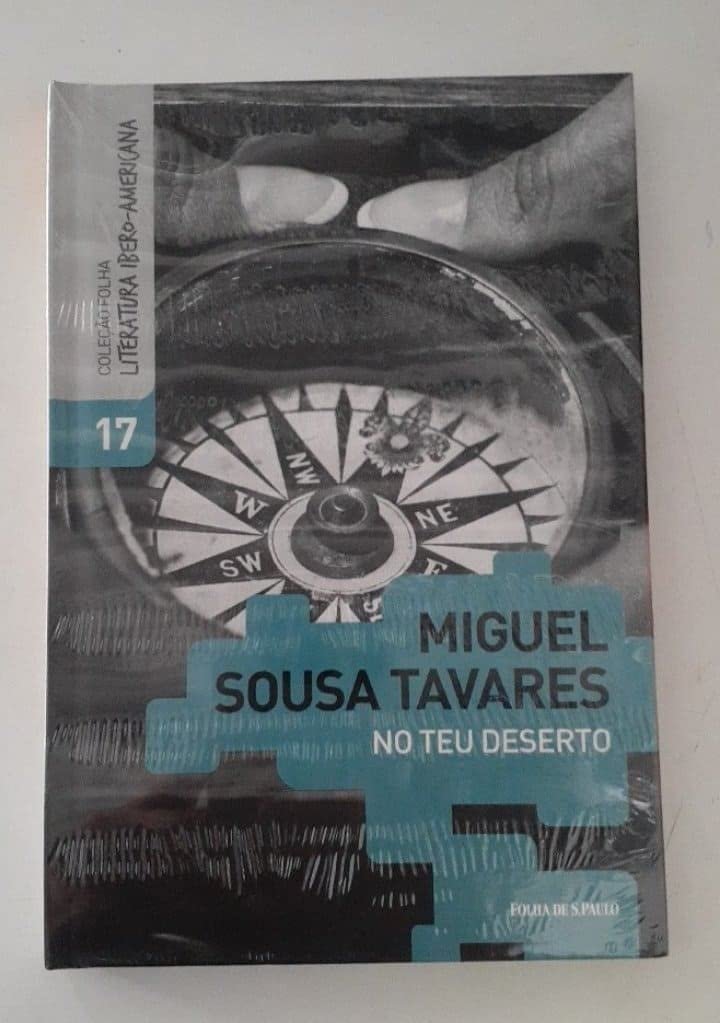 COLEÇÃO FOLHA
LITERATURA IBERO-AMERICANA
17
NW
W
NE
SW
E
MIGUEL
SOUSA TAVARES
NO TEU DESERTO
FOLHA DE S.PAULO